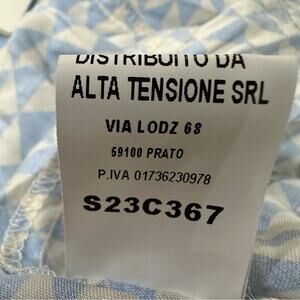 DISTRIBUITO DA
ALTA TENSIONE SRL
VIA LODZ 68
59100 PRATO
P.IVA 01736230978
S23C367